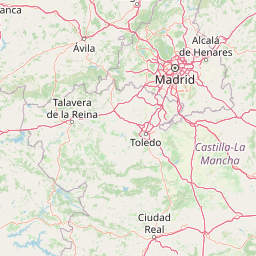 anca
Ávila
Alcalá
de Henares
Madrid
Talavera
de la Reina
Toledo
Castilla-La
Mancha
Ciudad
Real